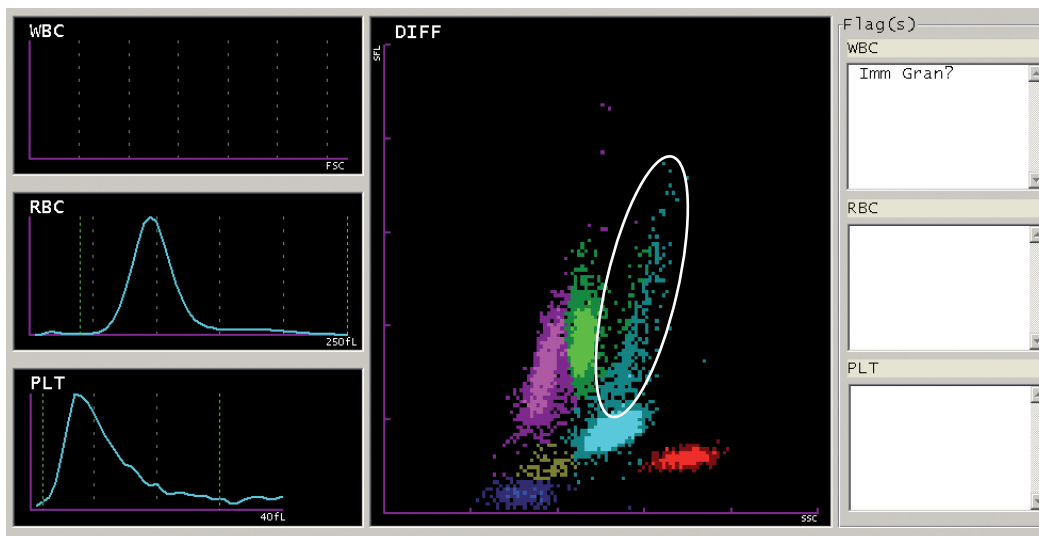 WBC
FSC
RBC
250fL
PLT
40fL
DIFF
SFL
SSC
Flag(s)
WBC
Imm Gran?
RBC
PLT